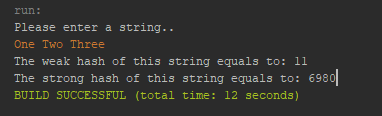 run:
Please enter a string..
One Two Three
The weak hash of this string equals to: 11
The strong hash of this string equals to: 6980
BUILD SUCCESSFUL (total time: 12 seconds)